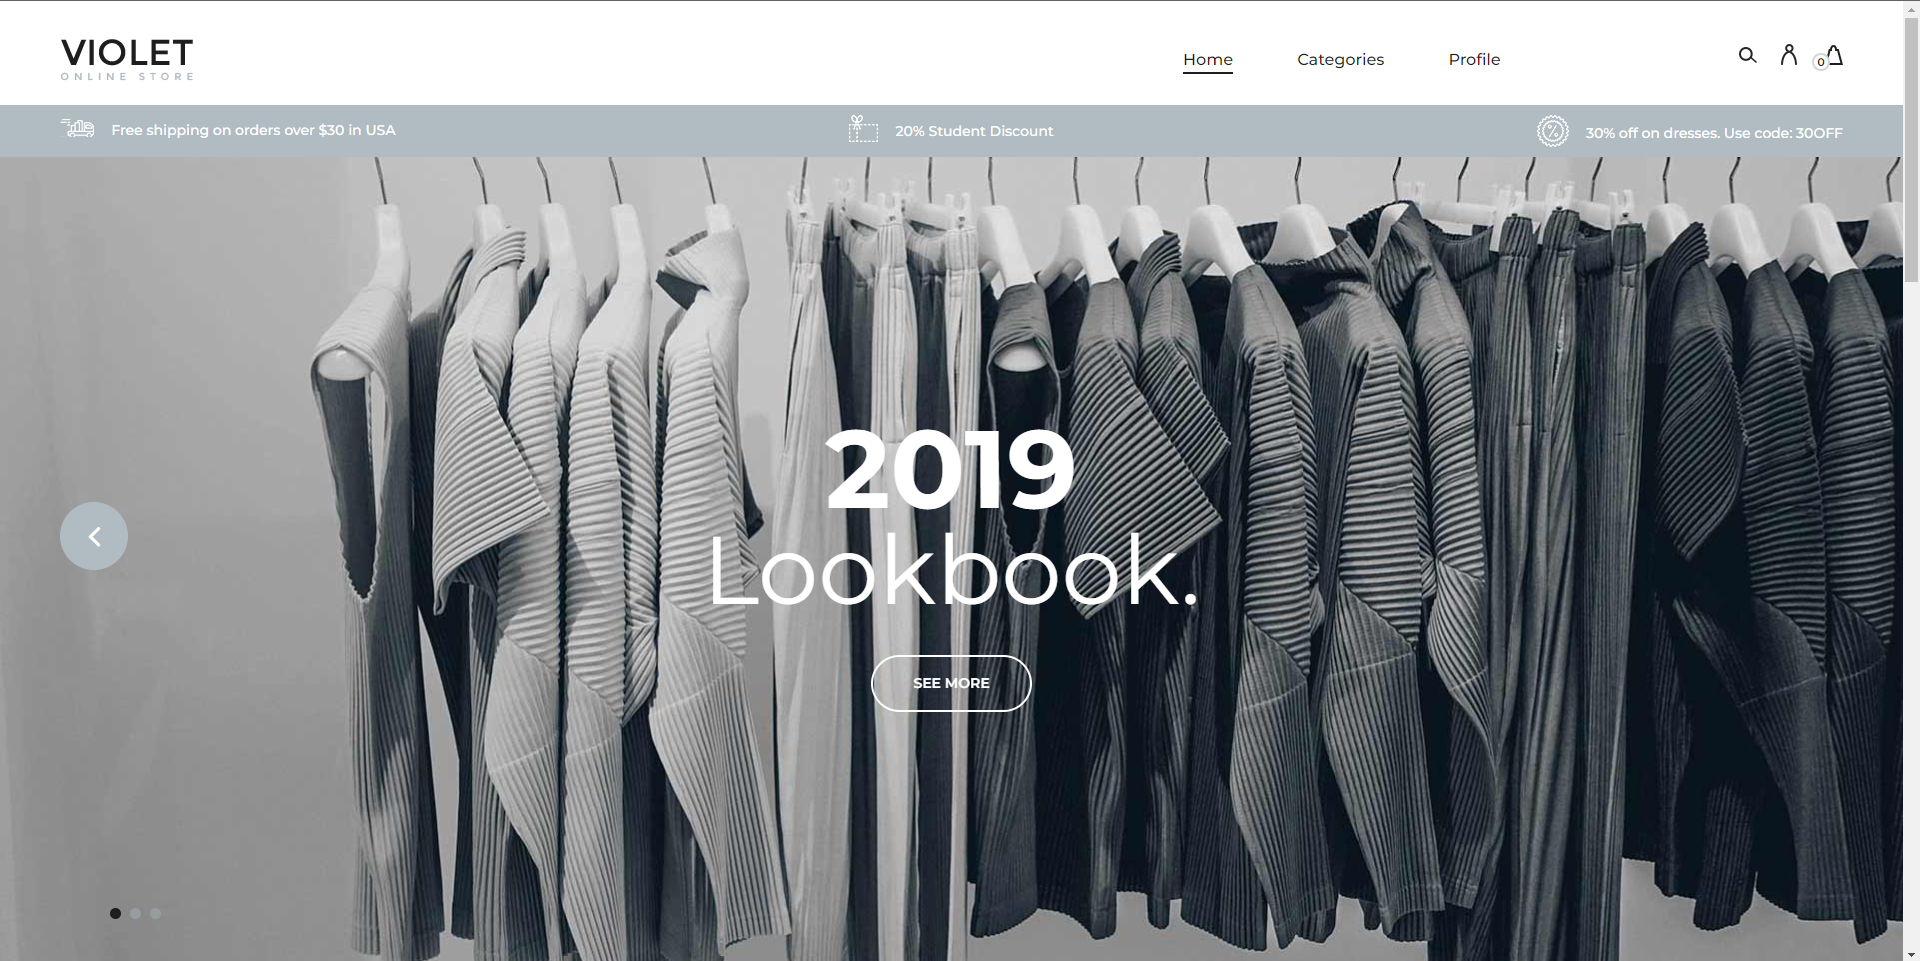 VIOLET
ONLINE STORE
Home
Categories
Profile
0
Free shipping on orders over $30 in USA
20% Student Discount
30% off on dresses. Use code: 30OFF
2019
Lookbook.
SEE MORE